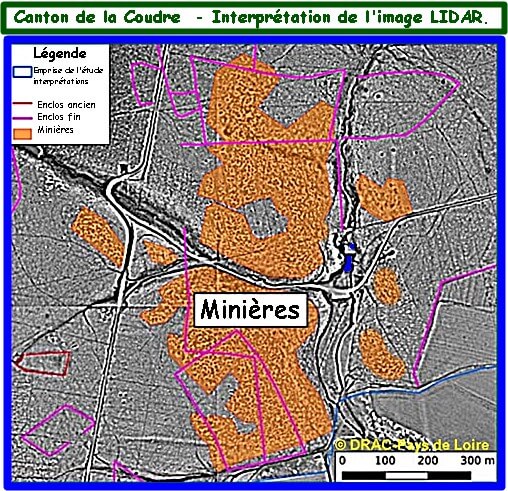 Canton de la Coudre - Interprétation de l'image LIDAR.
Légende
Emprise de l'étude
interprétations
Enclos ancien
Enclos fin
Minières
Minières
© DRAC Pays de Loire
0 100 200 300 m